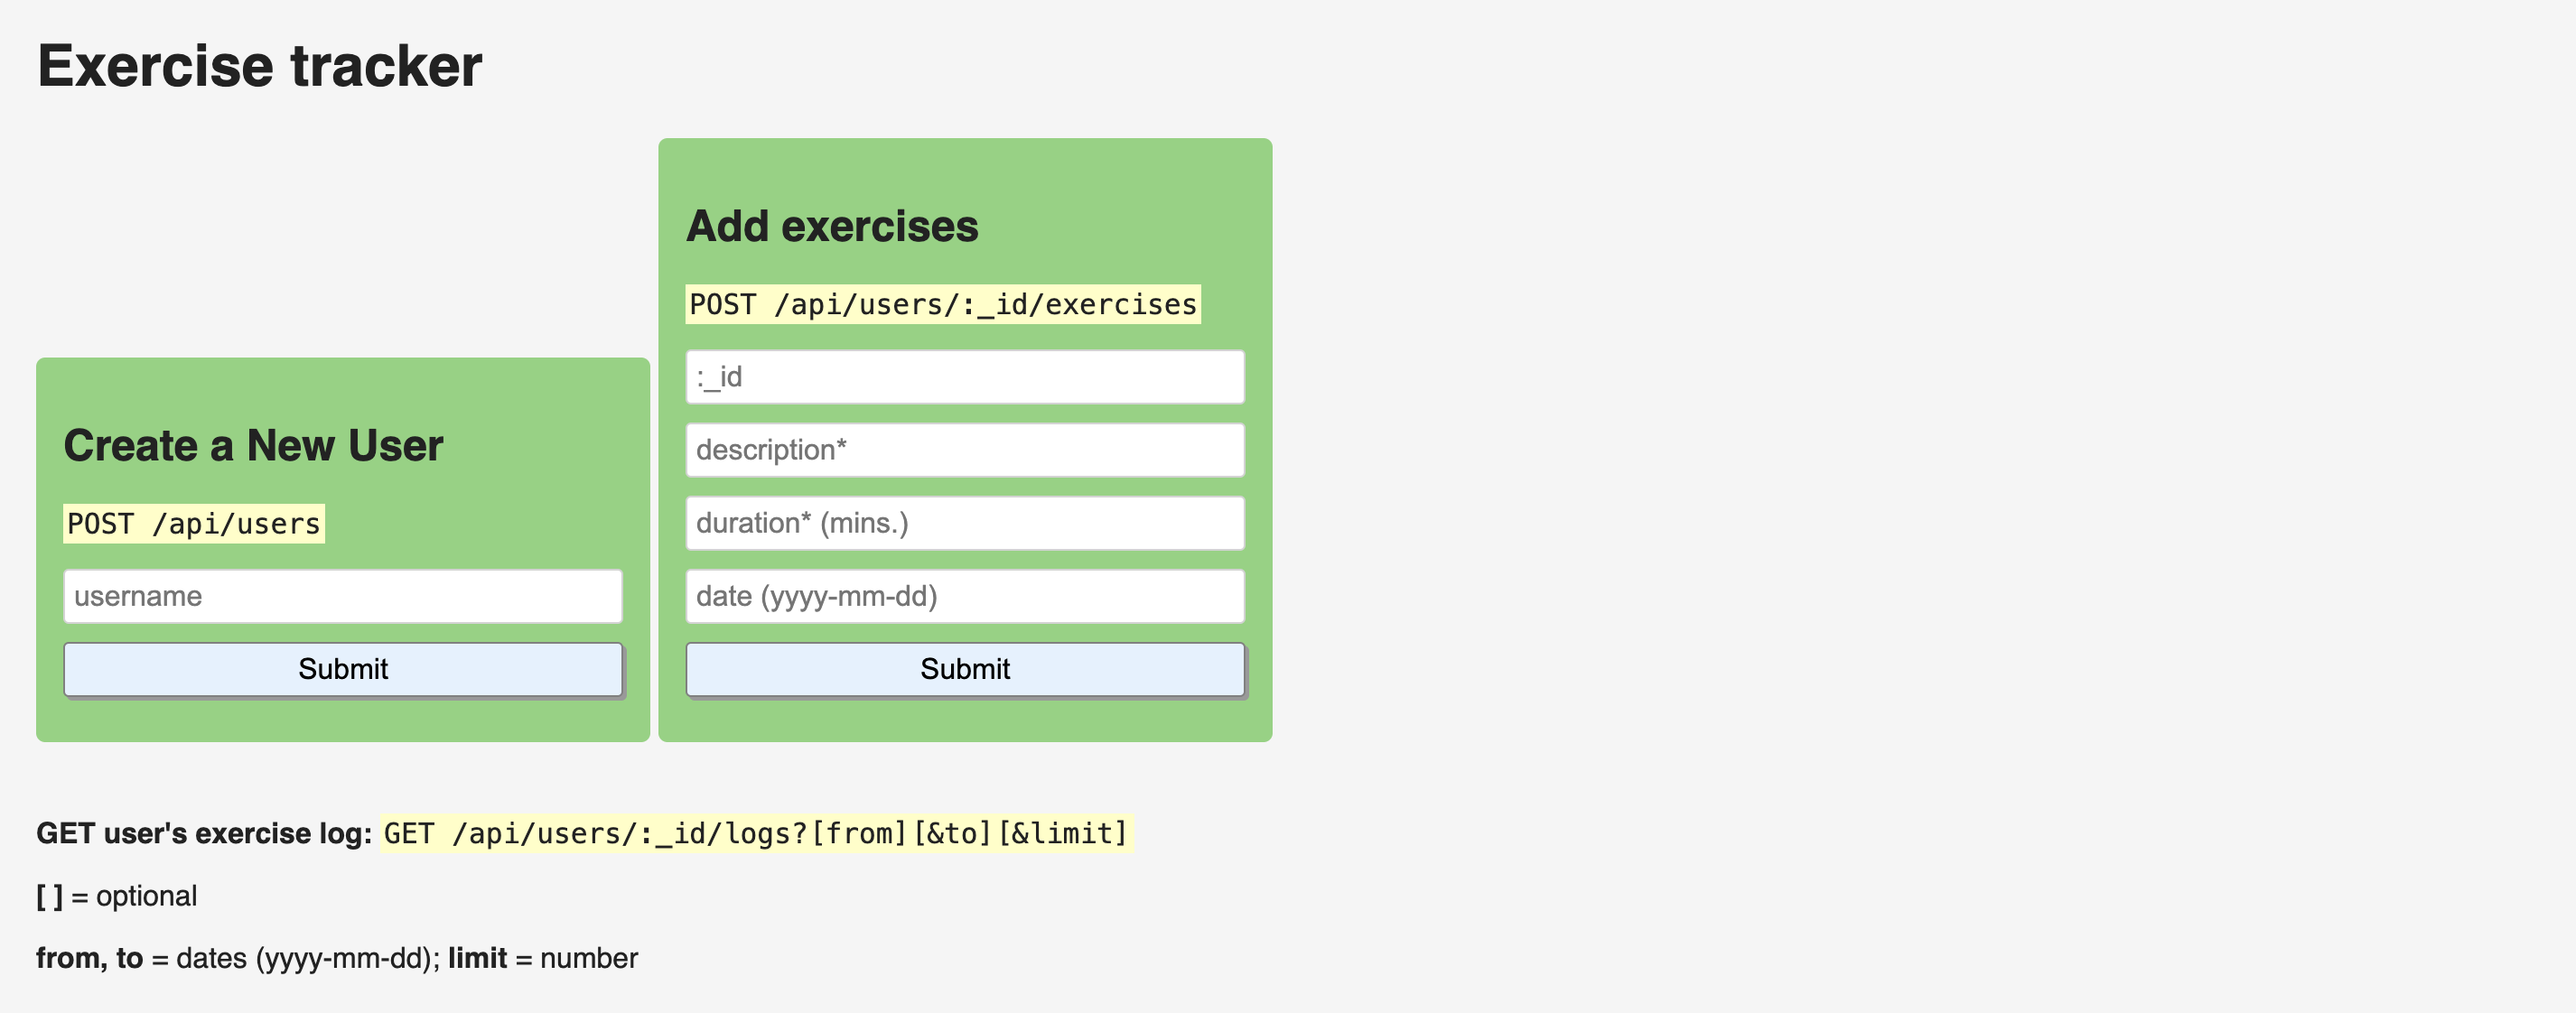 Exercise tracker
Create a New User
POST /api/users
username
Submit
Add exercises
POST /api/users/:_id/exercises
:_id
description*
duration* (mins.)
date (yyyy-mm-dd)
Submit
GET user's exercise log: GET /api/users/:_id/logs?[from][&to][&limit]
[ ] = optional
from, to = dates (yyyy-mm-dd); limit = number